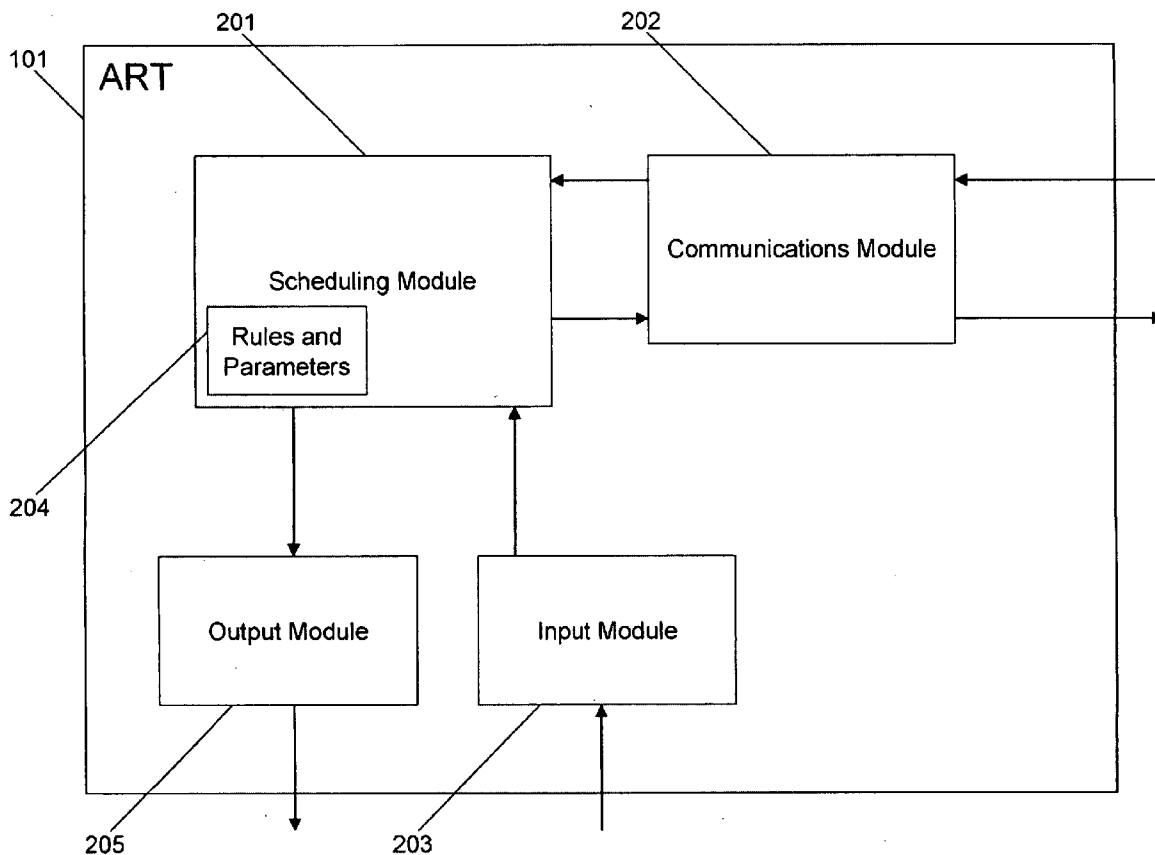 201
202
101
ART
Communications Module
Scheduling Module
Rules and
Parameters
204
Output Module
Input Module
205
203